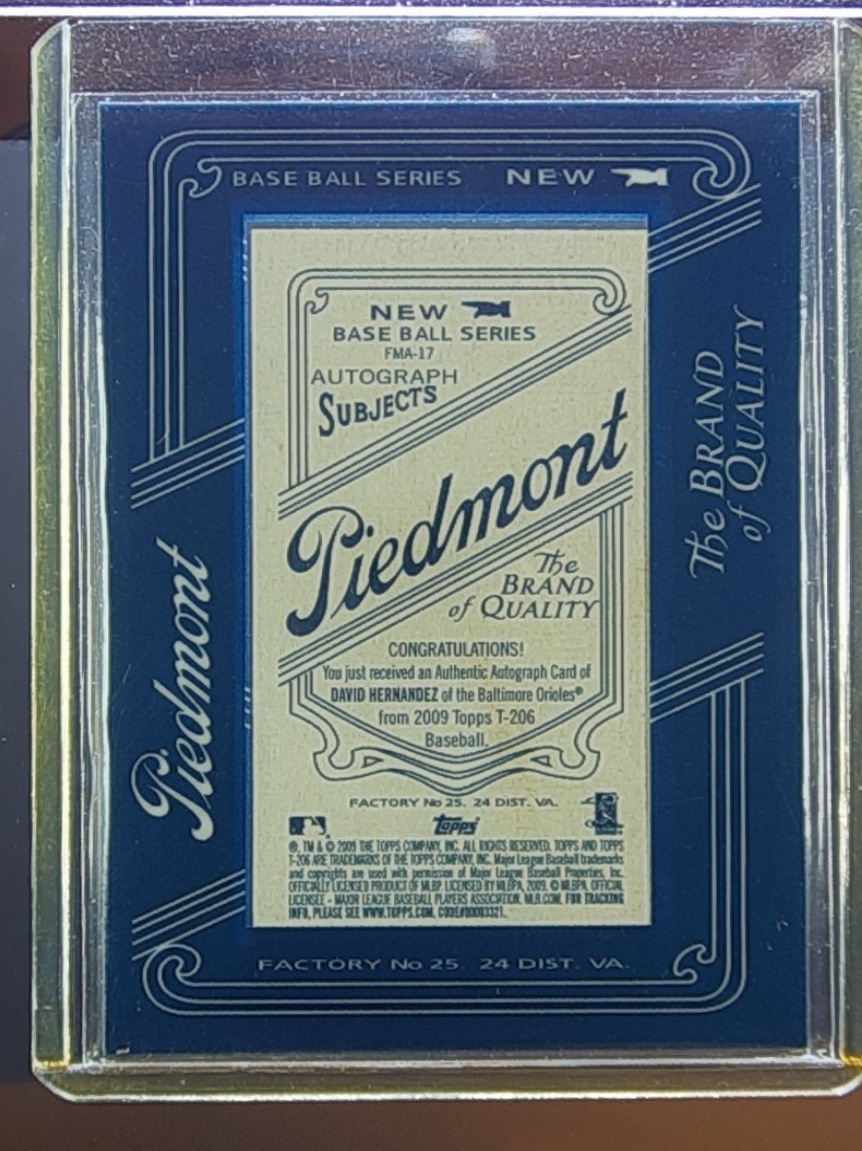 BASE BALL SERIES NEW
NEW
BASE BALL SERIES
FMA-17
AUTOGRAPH
SUBJECTS
Piedmont
The
BRAND
of QUALITY
CONGRATULATIONS!
You just received an Authentic Autograph Card of
DAVID HERNANDEZ of the Baltimore Orioles®
from 2009 Topps T-206
Baseball.
FACTORY No 25. 24 DIST. VA.
Topps
®, TM & © 2009 THE TOPPS COMPANY, INC. ALL RIGHTS RESERVED. TOPPS AND TOPPS
T-206 ARE TRADEMARKS OF THE TOPPS COMPANY, INC. Major League Baseball trademarks
and copyrights are used with permission of Major League Baseball Properties, Inc.
OFFICIALLY LICENSED PRODUCT OF MLBP. LICENSED BY MLBPA, 2009. © MLBPA, OFFICIAL
LICENSEE - MAJOR LEAGUE BASEBALL PLAYERS ASSOCIATION, MLB.COM. FOR TRACKING
INFO, PLEASE SEE WWW.TOPPS.COM. CODE#00003321.
The BRAND
of QUALITY
Piedmont
FACTORY No 25. 24 DIST. VA.